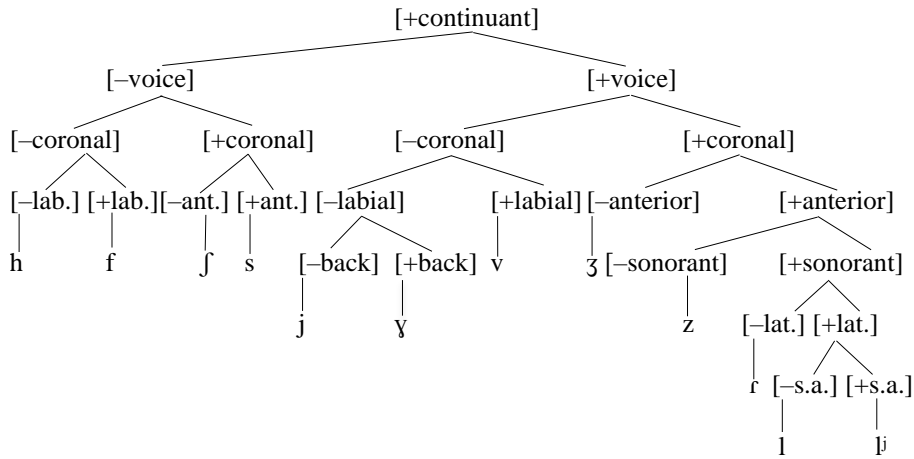 [+continuant]
[–voice] [+voice]
[–coronal] [+coronal] [–coronal] [+coronal]
[–lab.] [+lab.] [–ant.] [+ant.] [–labial] [+labial] [–anterior] [+anterior]
h f ʃ s [–back] [+back] v ʒ [–sonorant] [+sonorant]
j ɣ z [–lat.] [+lat.]
ɾ [–s.a.] [+s.a.]
l lʲ